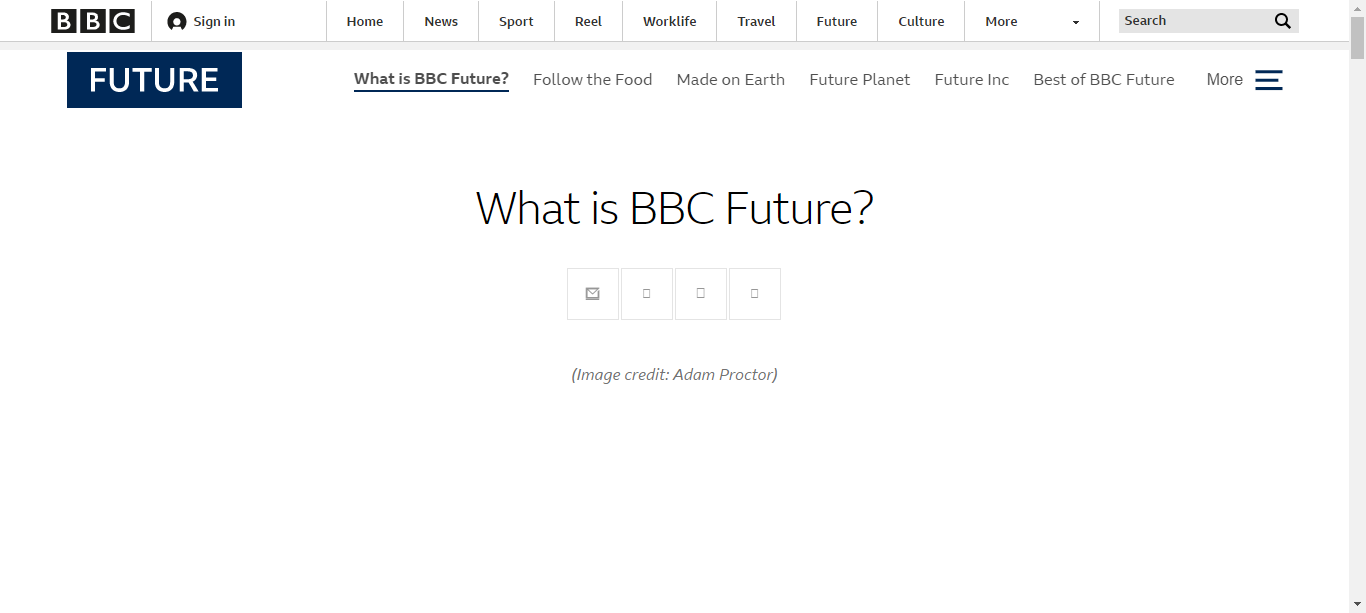 BBC Sign in Home News Sport Reel Worklife Travel Future Culture More Search
FUTURE What is BBC Future? Follow the Food Made on Earth Future Planet Future Inc Best of BBC Future More
What is BBC Future?
(Image credit: Adam Proctor)